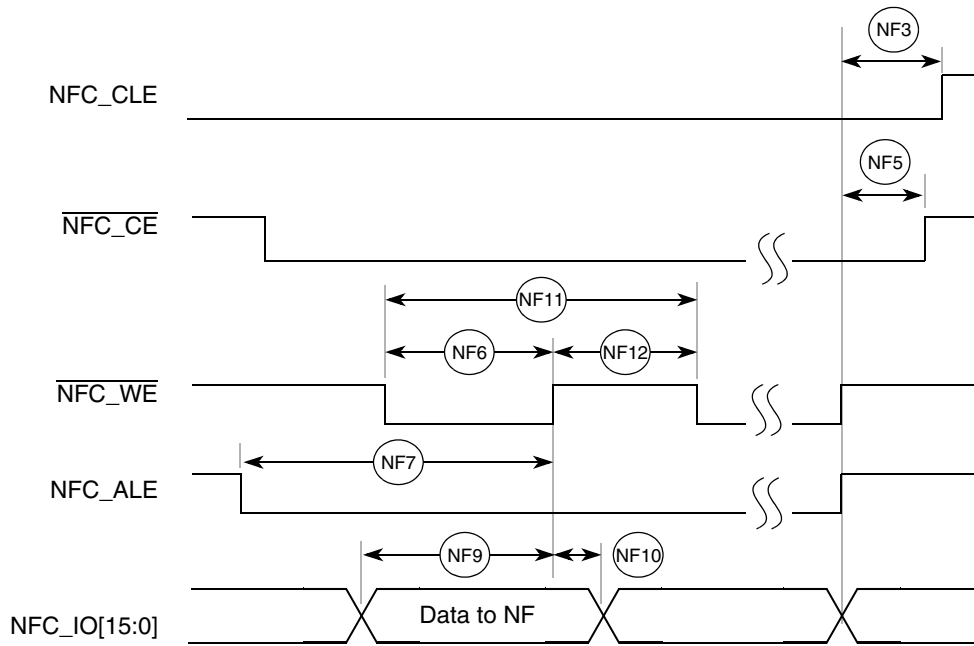 NF3
NFC_CLE
NF5
NFC_CE
NF11
NF6
NF12
NFC_WE
NF7
NFC_ALE
NF9
NF10
Data to NF
NFC_IO[15:0]